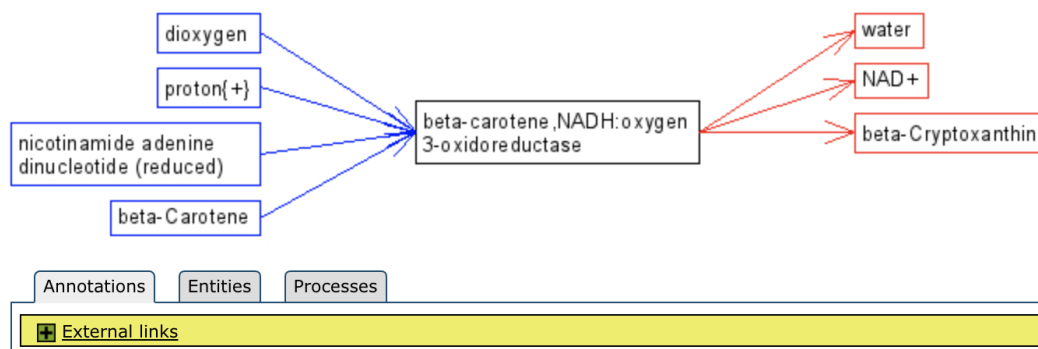 dioxygen
proton{+}
nicotinamide adenine
dinucleotide (reduced)
beta-Carotene
beta-carotene,NADH:oxygen
3-oxidoreductase
water
NAD+
beta-Cryptoxanthin
Annotations
Entities
Processes
External links